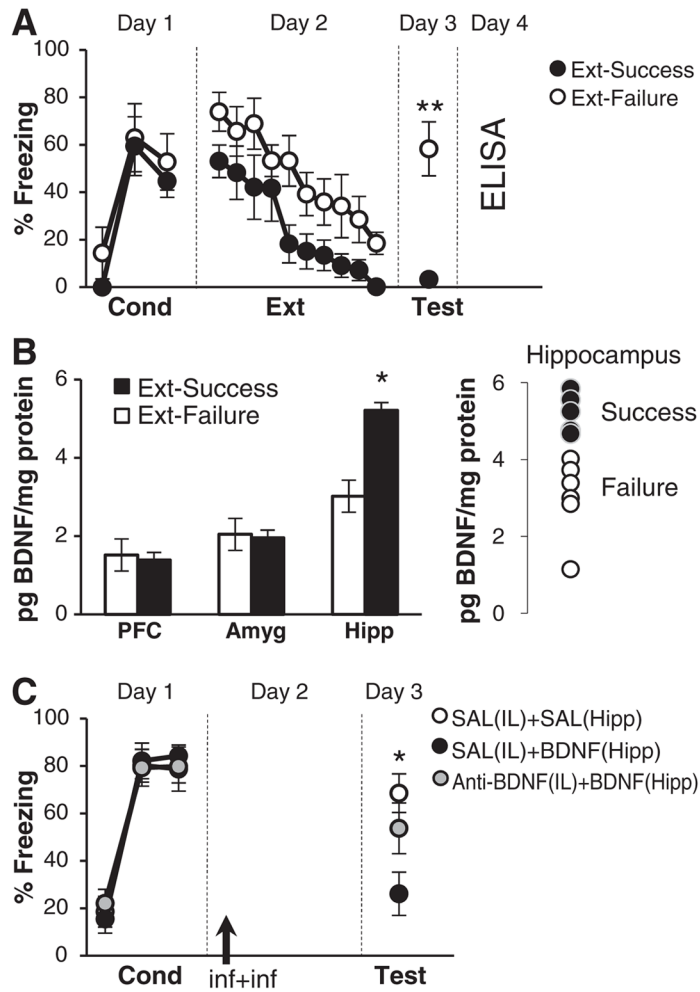 A
Day 1 Day 2 Day 3 Day 4
100
80
60
40
20
0
% Freezing
Ext-Success
Ext-Failure
**
ELISA
Cond Ext Test
B
6
4
2
0
pg BDNF/mg protein
Ext-Success
Ext-Failure
*
PFC Amyg Hipp
Hippocampus
6
4
2
0
pg BDNF/mg protein
Success
Failure
C
Day 1 Day 2 Day 3
100
80
60
40
20
0
% Freezing
SAL(IL)+SAL(Hipp)
SAL(IL)+BDNF(Hipp)
Anti-BDNF(IL)+BDNF(Hipp)
*
Cond inf+inf Test